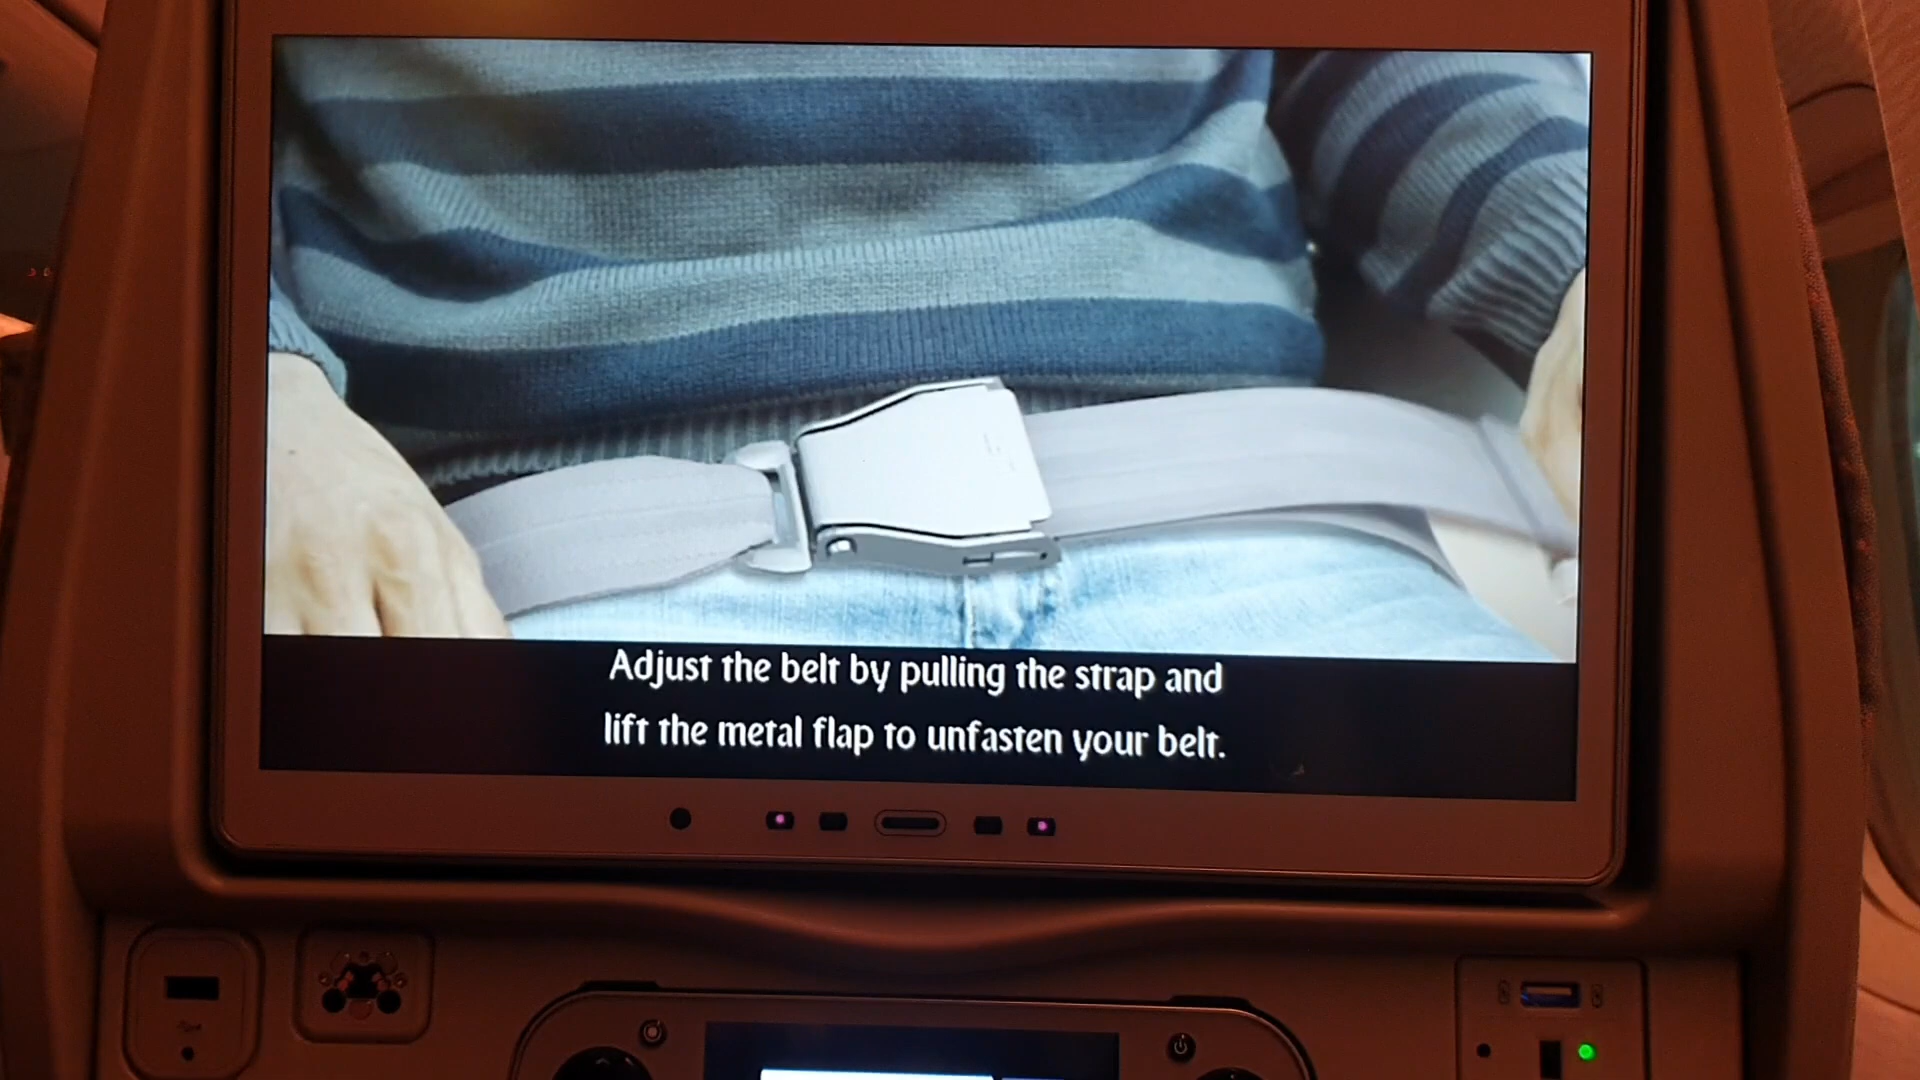 Adjust the belt by pulling the strap and
lift the metal flap to unfasten your belt.